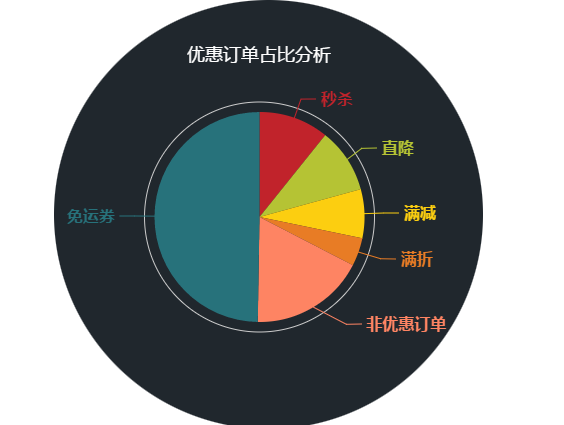 优惠订单占比分析
秒杀
直降
免运券
满减
满折
非优惠订单